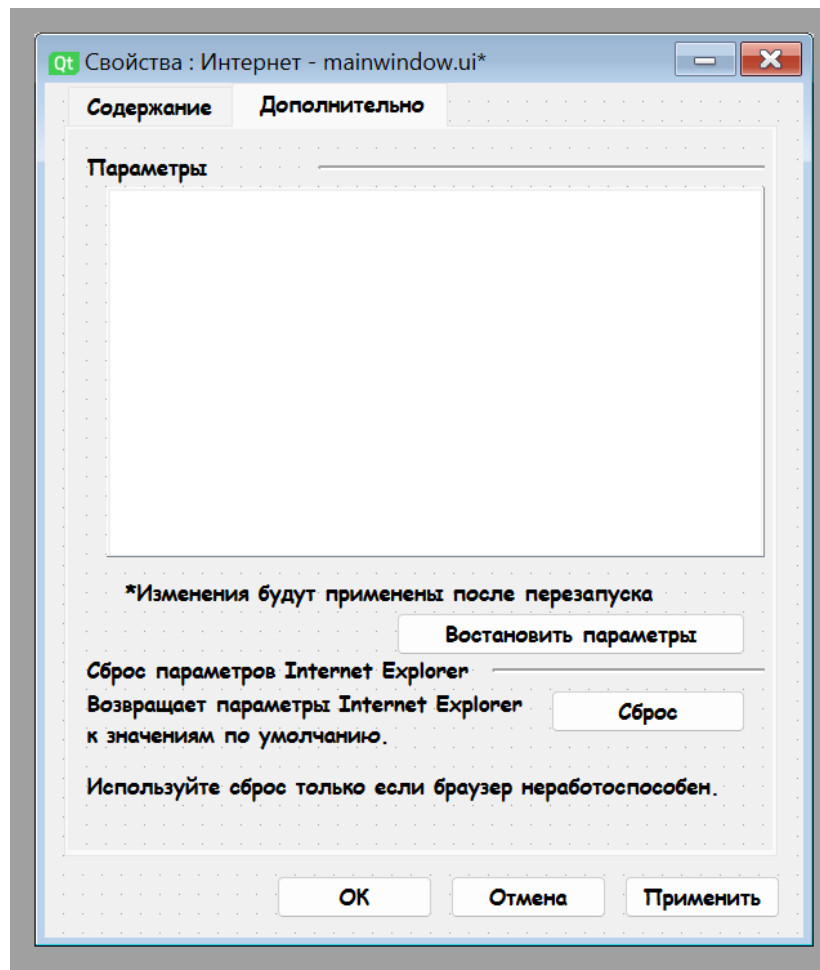 Qt Свойства : Интернет - mainwindow.ui*
Содержание Дополнительно
Параметры
*Изменения будут применены после перезапуска
Востановить параметры
Сброс параметров Internet Explorer
Возвращает параметры Internet Explorer
к значениям по умолчанию.
Сброс
Используйте сброс только если браузер неработоспособен.
ОК Отмена Применить